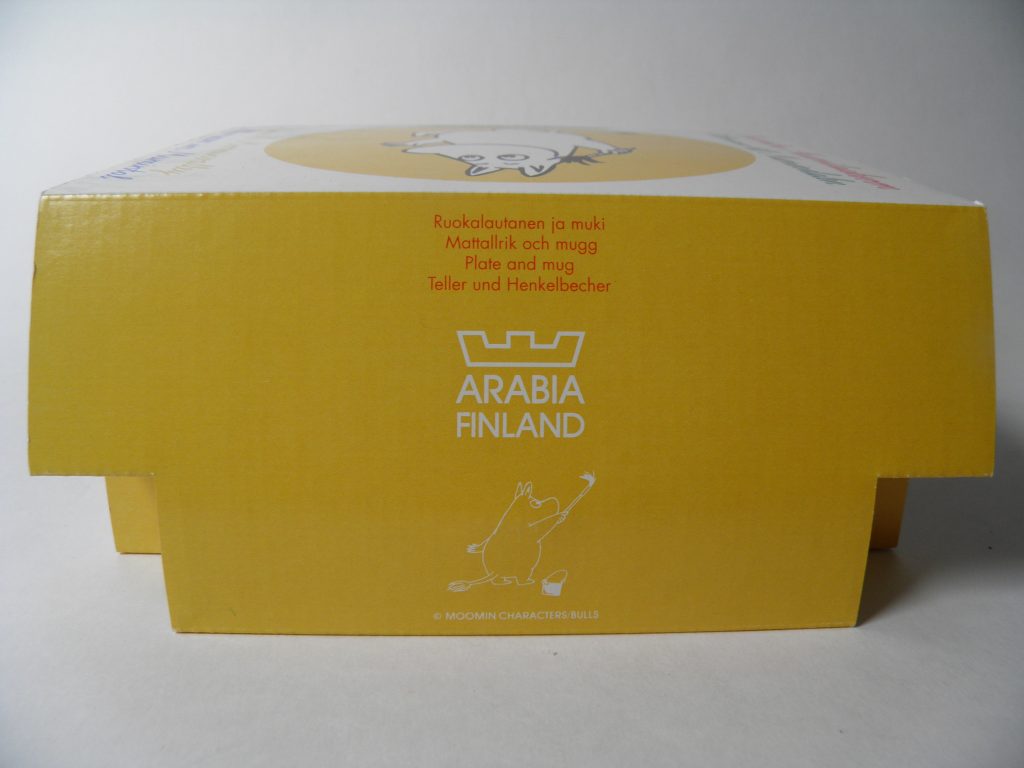 Ruokalautanen ja muki
Mattallrik och mugg
Plate and mug
Teller und Henkelbecher
ARABIA
FINLAND
© MOOMIN CHARACTERS/BULLS